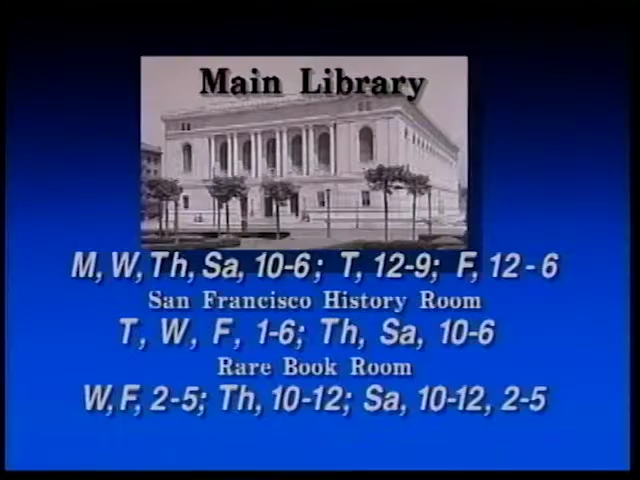 Main Library
M, W, Th, Sa, 10-6; T, 12-9; F, 12-6
San Francisco History Room
T, W, F, 1-6; Th, Sa, 10-6
Rare Book Room
W, F, 2-5; Th, 10-12; Sa, 10-12, 2-5